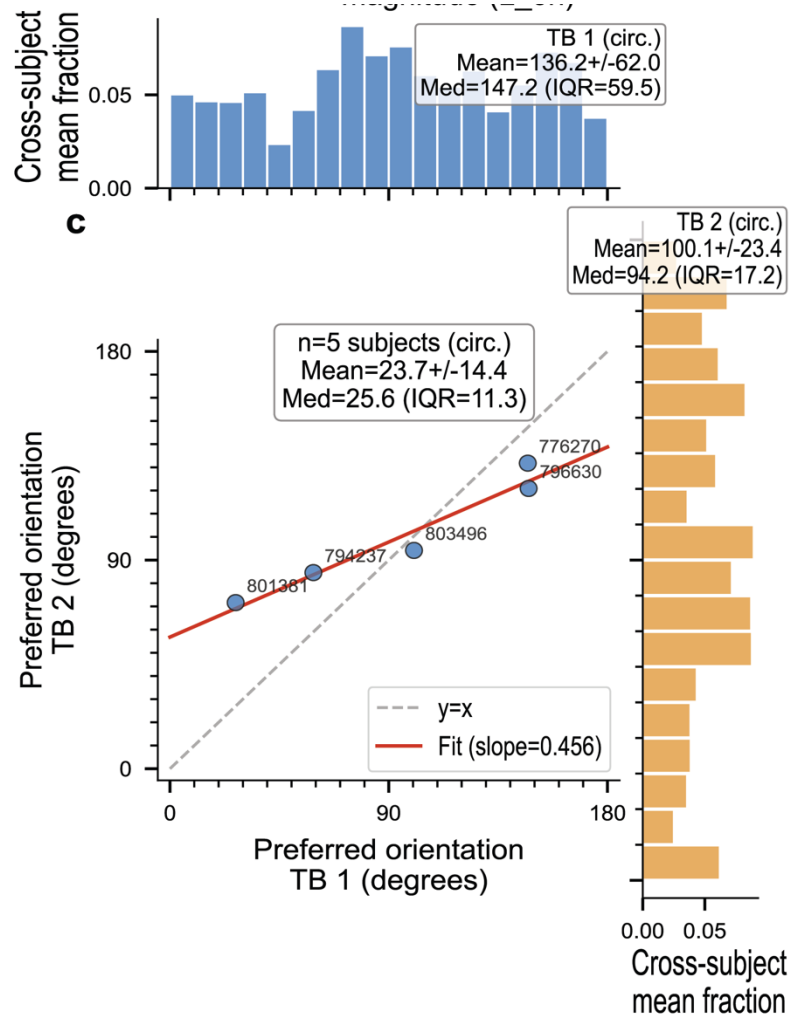 TB 1 (circ.)
Mean=136.2+/-62.0
Med=147.2 (IQR=59.5)
Cross-subject
mean fraction
0.05
0.00
c
TB 2 (circ.)
Mean=100.1+/-23.4
Med=94.2 (IQR=17.2)
n=5 subjects (circ.)
Mean=23.7+/-14.4
Med=25.6 (IQR=11.3)
180
90
0
Preferred orientation
TB 2 (degrees)
776270
796630
803496
794237
801381
y=x
Fit (slope=0.456)
0
90
180
Preferred orientation
TB 1 (degrees)
0.00
0.05
Cross-subject
mean fraction